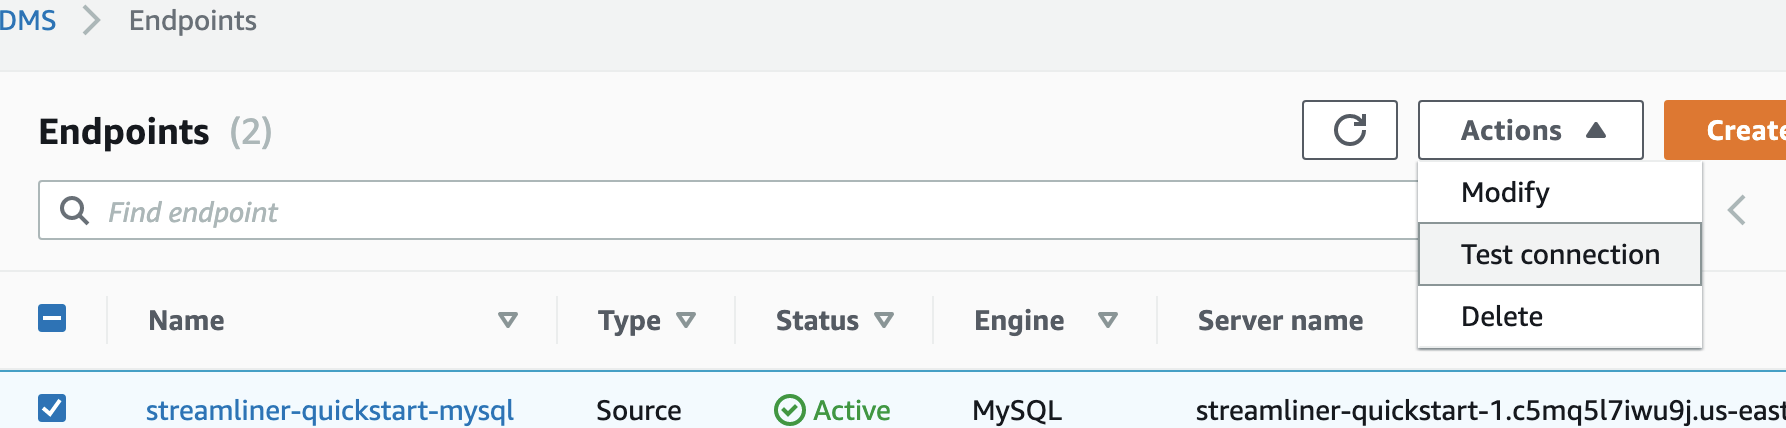 DMS Endpoints
Endpoints (2)
Actions
Create
Find endpoint
Modify
Test connection
Delete
Name Type Status Engine Server name
streamliner-quickstart-mysql Source Active MySQL streamliner-quickstart-1.c5mq5l7iwu9j.us-east